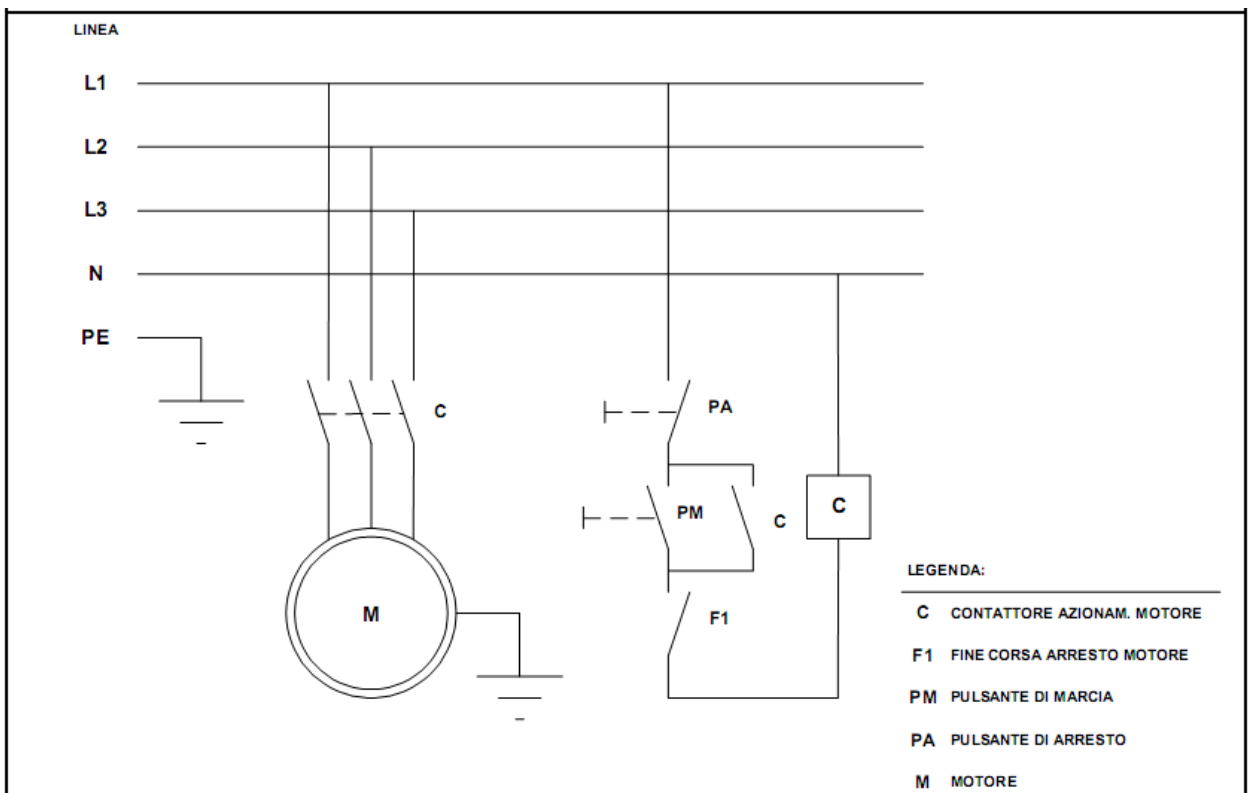 LINEA
L1
L2
L3
N
PE
C
PA
PM
C
C
F1
M
LEGENDA:
C CONTATTORE AZIONAM. MOTORE
F1 FINE CORSA ARRESTO MOTORE
PM PULSANTE DI MARCIA
PA PULSANTE DI ARRESTO
M MOTORE